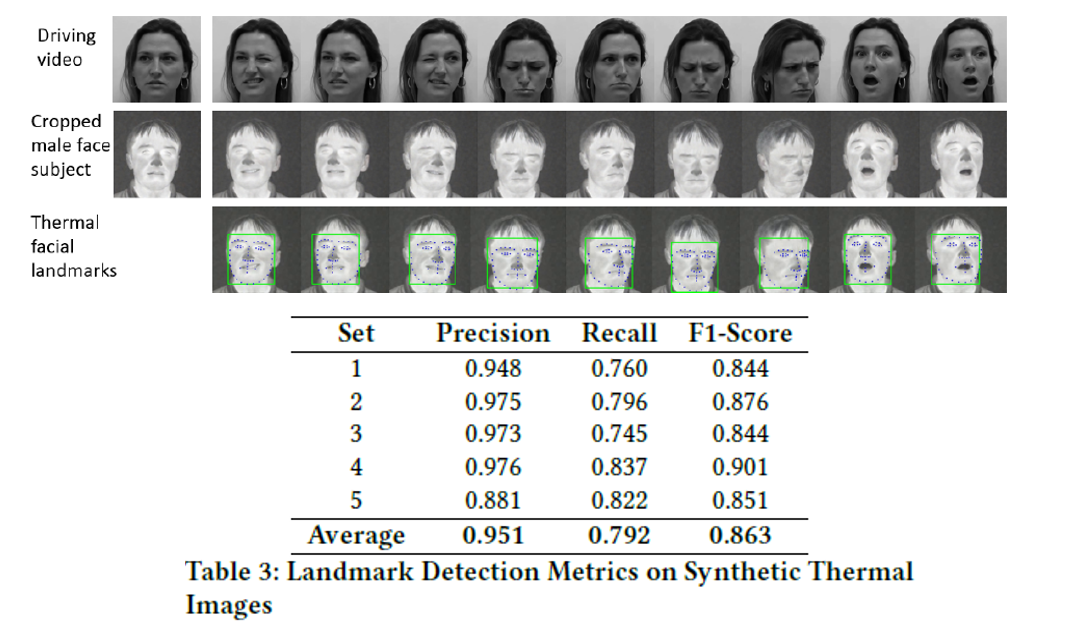 Driving
video
Cropped
male face
subject
Thermal
facial
landmarks
Set Precision Recall F1-Score
1 0.948 0.760 0.844
2 0.975 0.796 0.876
3 0.973 0.745 0.844
4 0.976 0.837 0.901
5 0.881 0.822 0.851
Average 0.951 0.792 0.863
Table 3: Landmark Detection Metrics on Synthetic Thermal
Images